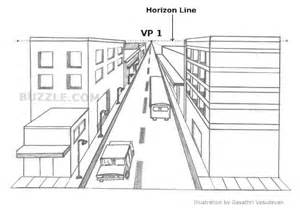 Horizon Line
VP 1
BUZZLE.COM
Illustration by Gayathri Vasudevan